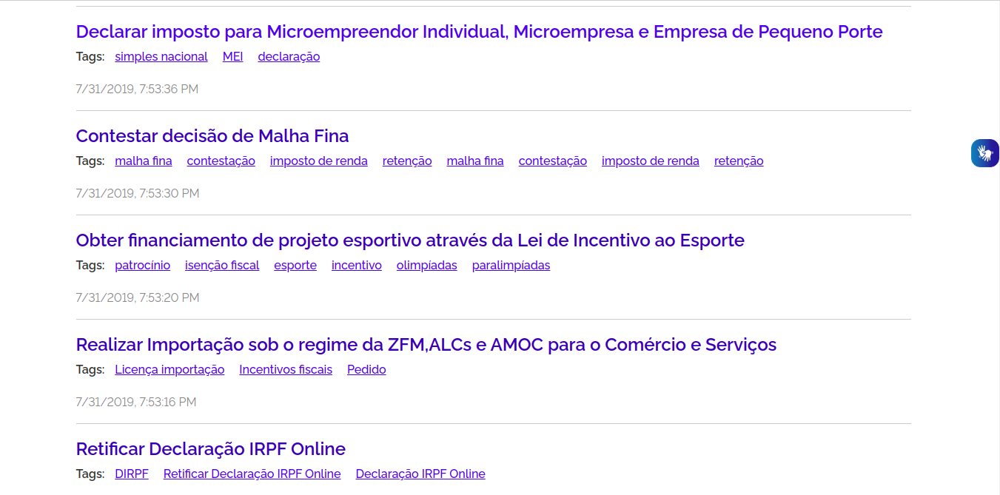 Declarar imposto para Microempreendor Individual, Microempresa e Empresa de Pequeno Porte
Tags: simples nacional MEI declaração
7/31/2019, 7:53:36 PM
Contestar decisão de Malha Fina
Tags: malha fina contestação imposto de renda retenção malha fina contestação imposto de renda retenção
7/31/2019, 7:53:30 PM
Obter financiamento de projeto esportivo através da Lei de Incentivo ao Esporte
Tags: patrocínio isenção fiscal esporte incentivo olimpíadas paralimpíadas
7/31/2019, 7:53:20 PM
Realizar Importação sob o regime da ZFM,ALCs e AMOC para o Comércio e Serviços
Tags: Licença importação Incentivos fiscais Pedido
7/31/2019, 7:53:16 PM
Retificar Declaração IRPF Online
Tags: DIRPF Retificar Declaração IRPF Online Declaração IRPF Online